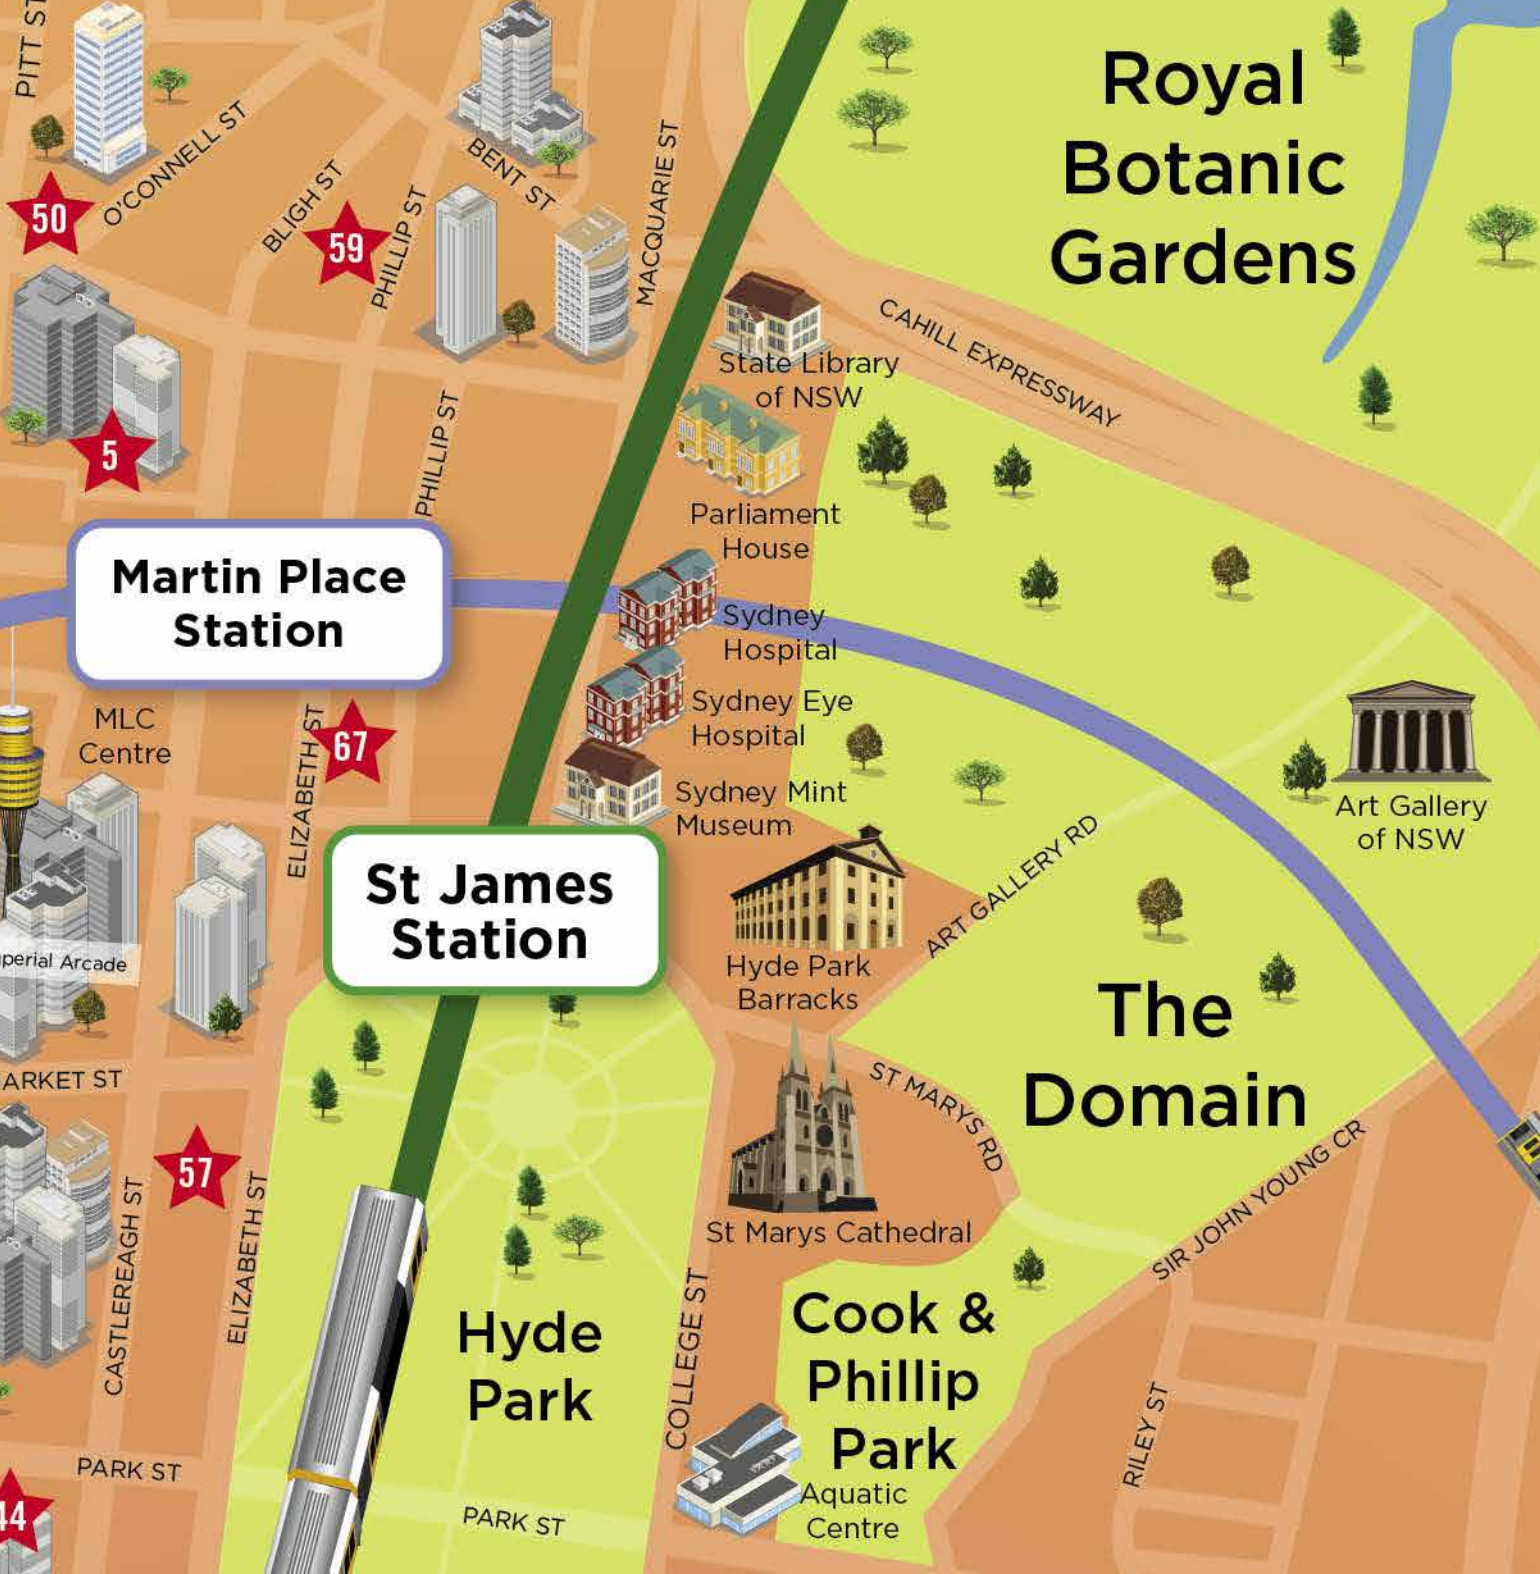 PITT ST
Royal
Botanic
Gardens
O'CONNELL ST
BENT ST
BLIGH ST
PHILLIP ST
MACQUARIE ST
50
59
CAHILL EXPRESSWAY
State Library
of NSW
PHILLIP ST
5
Parliament
House
Martin Place
Station
Sydney
Hospital
Sydney Eye
Hospital
MLC
Centre
ELIZABETH ST
67
Sydney Mint
Museum
Art Gallery
of NSW
ART GALLERY RD
St James
Station
perial Arcade
Hyde Park
Barracks
The
Domain
ARKET ST
ST MARYS RD
SIR JOHN YOUNG CR
57
CASTLEREAGH ST
ELIZABETH ST
St Marys Cathedral
Hyde
Park
COLLEGE ST
Cook &
Phillip
Park
RILEY ST
PARK ST
Aquatic
Centre
44
PARK ST